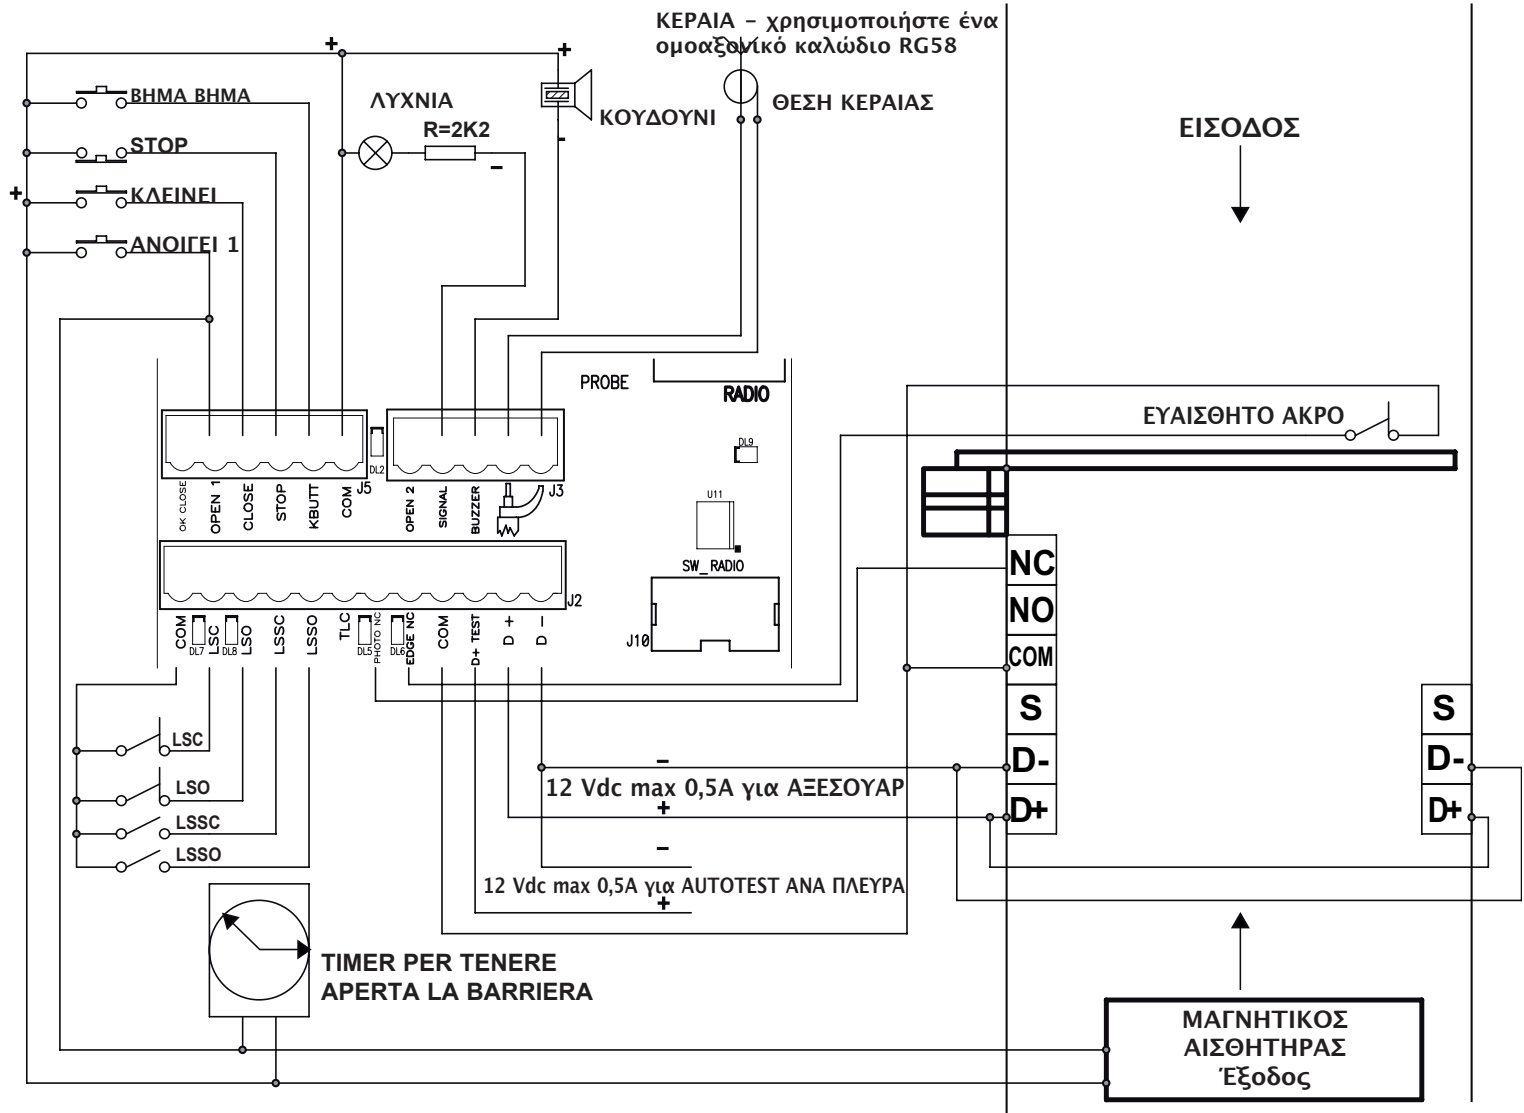 ΚΕΡΑΙΑ – χρησιμοποιήστε ένα
ομοαξονικό καλώδιο RG58
+
+
ΒΗΜΑ ΒΗΜΑ
ΛΥΧΝΙΑ
R=2K2
ΚΟΥΔΟΥΝΙ
ΘΕΣΗ ΚΕΡΑΙΑΣ
ΕΙΣΟΔΟΣ
STOP
–
–
+
ΚΛΕΙΝΕΙ
ΑΝΟΙΓΕΙ 1
PROBE
RADIO
ΕΥΑΙΣΘΗΤΟ ΑΚΡΟ
DL2
DL9
J5
J3
OK CLOSE
OPEN 1
CLOSE
STOP
KBUTT
COM
OPEN 2
SIGNAL
BUZZER
U11
SW_RADIO
NC
NO
COM
S
D-
D+
J2
J10
COM
DL7
LSC
DL8
LSO
LSSC
LSSO
TLC
DL5
PHOTO NC
DL6
EDGE NC
COM
D+ TEST
D +
D –
S
D-
D+
LSC
LSO
LSSC
LSSO
–
12 Vdc max 0,5A για ΑΞΕΣΟΥΑΡ
+
–
12 Vdc max 0,5A για AUTOTEST ΑΝΑ ΠΛΕΥΡΑ
+
TIMER PER TENERE
APERTA LA BARRIERA
ΜΑΓΝΗΤΙΚΟΣ
ΑΙΣΘΗΤΗΡΑΣ
Έξοδος